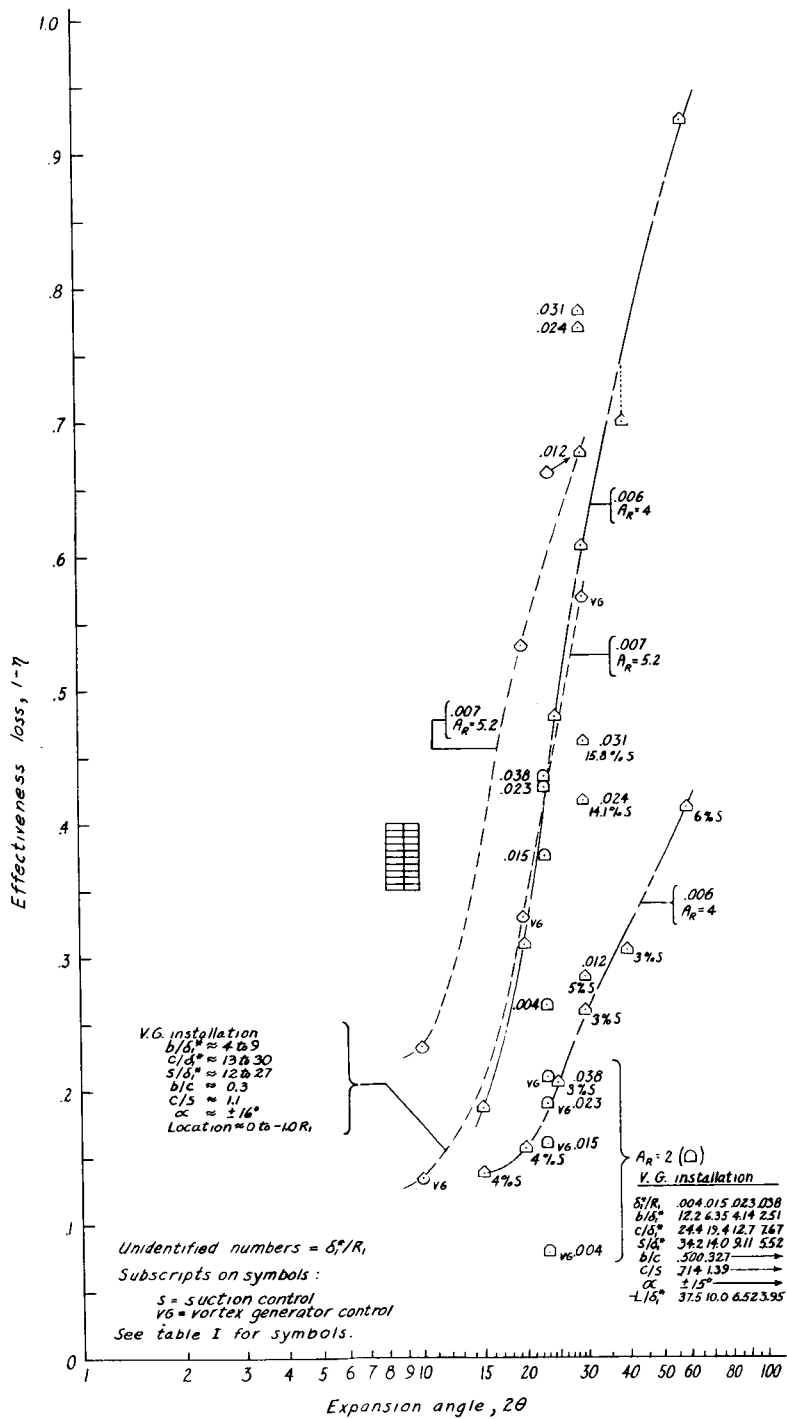 1.0
.9
.8
.7
.6
.5
.4
.3
.2
.1
0
Effectiveness loss, 1-η
1 2 3 4 5 6 7 8 9 10 15 20 30 40 50 60 80 100
Expansion angle, 2θ
.031
.024
.012
.006
A_R=4
VG
.007
A_R=5.2
.007
A_R=5.2
.031
15.8%S
.038
.023
.024
14.1%S
6%S
.015
.006
A_R=4
VG
.012
5%S
3%S
.004
3%S
VG .038
3%S
VG .023
VG .015
4%S
4%S
VG
VG .004
V.G. installation
b/δ₁* ≈ 4 to 9
c/δ₁* ≈ 13 to 30
s/δ₁* ≈ 12 to 27
b/c ≈ 0.3
c/s ≈ 1.1
α ≈ ±16°
Location ≈ 0 to -1.0 R₁
A_R=2 (⌓)
V. G. installation
δ₁*/R₁ .004 .015 .023 .038
b/δ₁* 12.2 6.35 4.14 2.51
c/δ₁* 24.4 19.4 12.7 7.67
s/δ₁* 34.2 14.0 9.11 5.52
b/c .500 .327 →
c/s .714 1.39 →
α ±15° →
-L/δ₁* 37.5 10.0 6.52 3.95
Unidentified numbers = δ₁*/R₁
Subscripts on symbols :
s = suction control
VG = vortex generator control
See table I for symbols.